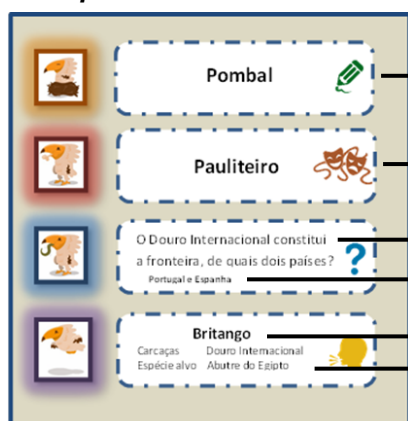 Pombal
Pauliteiro
O Douro Internacional constitui
a fronteira, de quais dois países?
Portugal e Espanha
?
Britango
Carcaças Douro Internacional
Espécie alvo Abutre do Egipto